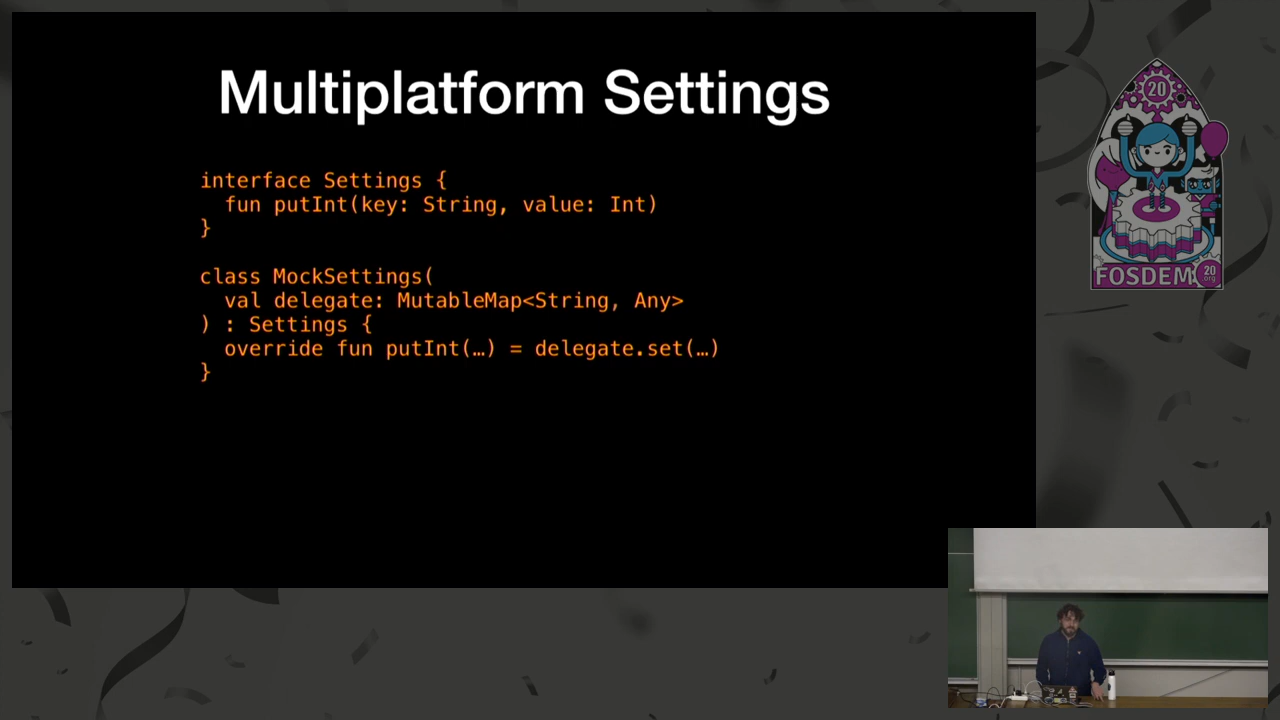 Multiplatform Settings
interface Settings {
fun putInt(key: String, value: Int)
}
class MockSettings(
val delegate: MutableMap<String, Any>
) : Settings {
override fun putInt(…) = delegate.set(…)
}
20
FOSDEM
20
org